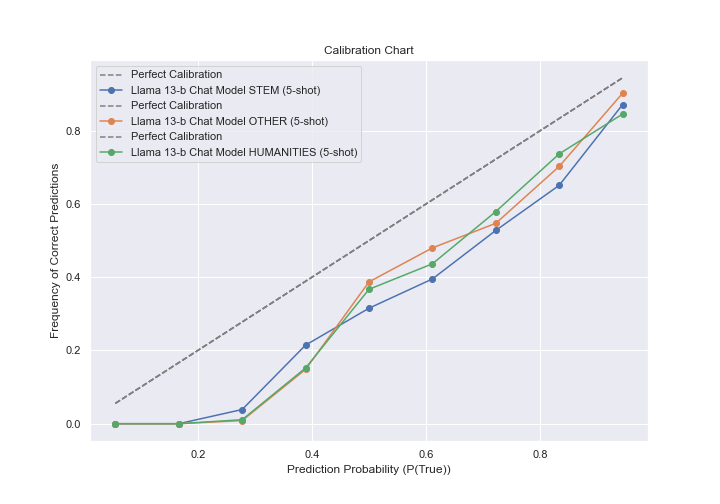 Calibration Chart
Perfect Calibration
Llama 13-b Chat Model STEM (5-shot)
Perfect Calibration
Llama 13-b Chat Model OTHER (5-shot)
Perfect Calibration
Llama 13-b Chat Model HUMANITIES (5-shot)
Frequency of Correct Predictions
0.8
0.6
0.4
0.2
0.0
0.2 0.4 0.6 0.8
Prediction Probability (P(True))